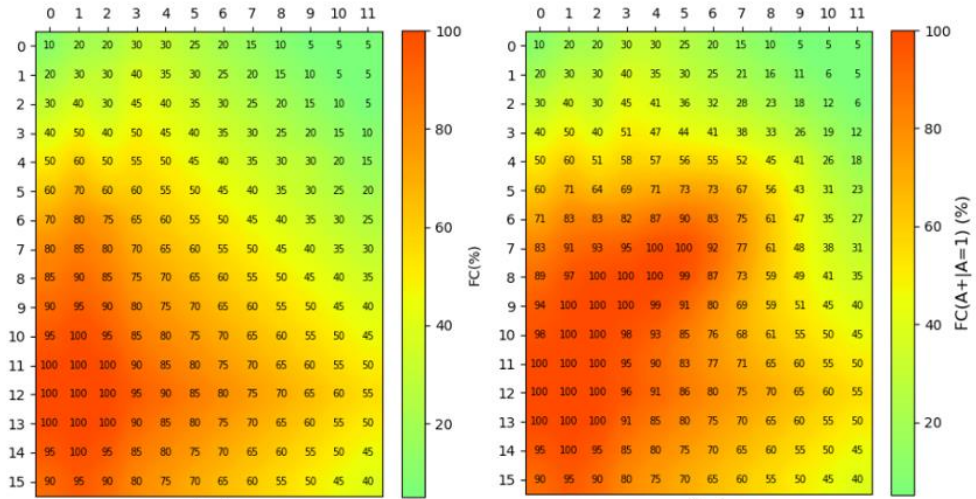 0 1 2 3 4 5 6 7 8 9 10 11
0 10 20 20 30 30 25 20 15 10 5 5 5
1 20 30 30 40 35 30 25 20 15 10 5 5
2 30 40 30 45 40 35 30 25 20 15 10 5
3 40 50 40 50 45 40 35 30 25 20 15 10
4 50 60 50 55 50 45 40 35 30 30 20 15
5 60 70 60 60 55 50 45 40 35 30 25 20
6 70 80 75 65 60 55 50 45 40 35 30 25
7 80 85 80 70 65 60 55 50 45 40 35 30
8 85 90 85 75 70 65 60 55 50 45 40 35
9 90 95 90 80 75 70 65 60 55 50 45 40
10 95 100 95 85 80 75 70 65 60 55 50 45
11 100 100 100 90 85 80 75 70 65 60 55 50
12 100 100 100 95 90 85 80 75 70 65 60 55
13 100 100 100 90 85 80 75 70 65 60 55 50
14 95 100 95 85 80 75 70 65 60 55 50 45
15 90 95 90 80 75 70 65 60 55 50 45 40
100
80
60
40
20
FC(%)
0 1 2 3 4 5 6 7 8 9 10 11
0 10 20 20 30 30 25 20 15 10 5 5 5
1 20 30 30 40 35 30 25 21 16 11 6 5
2 30 40 30 45 41 36 32 28 23 18 12 6
3 40 50 40 51 47 44 41 38 33 26 19 12
4 50 60 51 58 57 56 55 52 45 41 26 18
5 60 71 64 69 71 73 73 67 56 43 31 23
6 71 83 83 82 87 90 83 75 61 47 35 27
7 83 91 93 95 100 100 92 77 61 48 38 31
8 89 97 100 100 100 99 87 73 59 49 41 35
9 94 100 100 100 99 91 80 69 59 51 45 40
10 98 100 100 98 93 85 76 68 61 55 50 45
11 100 100 100 95 90 83 77 71 65 60 55 50
12 100 100 100 96 91 86 80 75 70 65 60 55
13 100 100 100 91 85 80 75 70 65 60 55 50
14 95 100 95 85 80 75 70 65 60 55 50 45
15 90 95 90 80 75 70 65 60 55 50 45 40
100
80
60
40
20
FC(A+|A=1) (%)